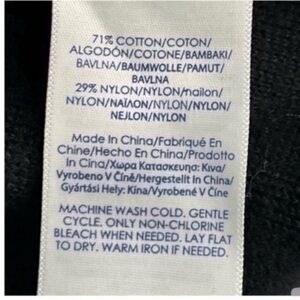 71% COTTON/COTON/
ALGODÓN/COTONE/BAMBAKI/
BAVLNA/BAUMWOLLE/PAMUT/
BAVLNA
29% NYLON/NYLON/nailon/
NYLON/NAΪΛON/NYLON/NYLON/
NEJLON/NYLON
Made In China/Fabriqué En
Chine/Hecho En China/Prodotto
In Cina/Χωρα Κατασκευησ: Κινα/
Vyrobeno V Číně/Hergestellt In China/
Gyártási Hely: Kína/Vyrobené V Číne
MACHINE WASH COLD. GENTLE
CYCLE. ONLY NON-CHLORINE
BLEACH WHEN NEEDED. LAY FLAT
TO DRY. WARM IRON IF NEEDED.